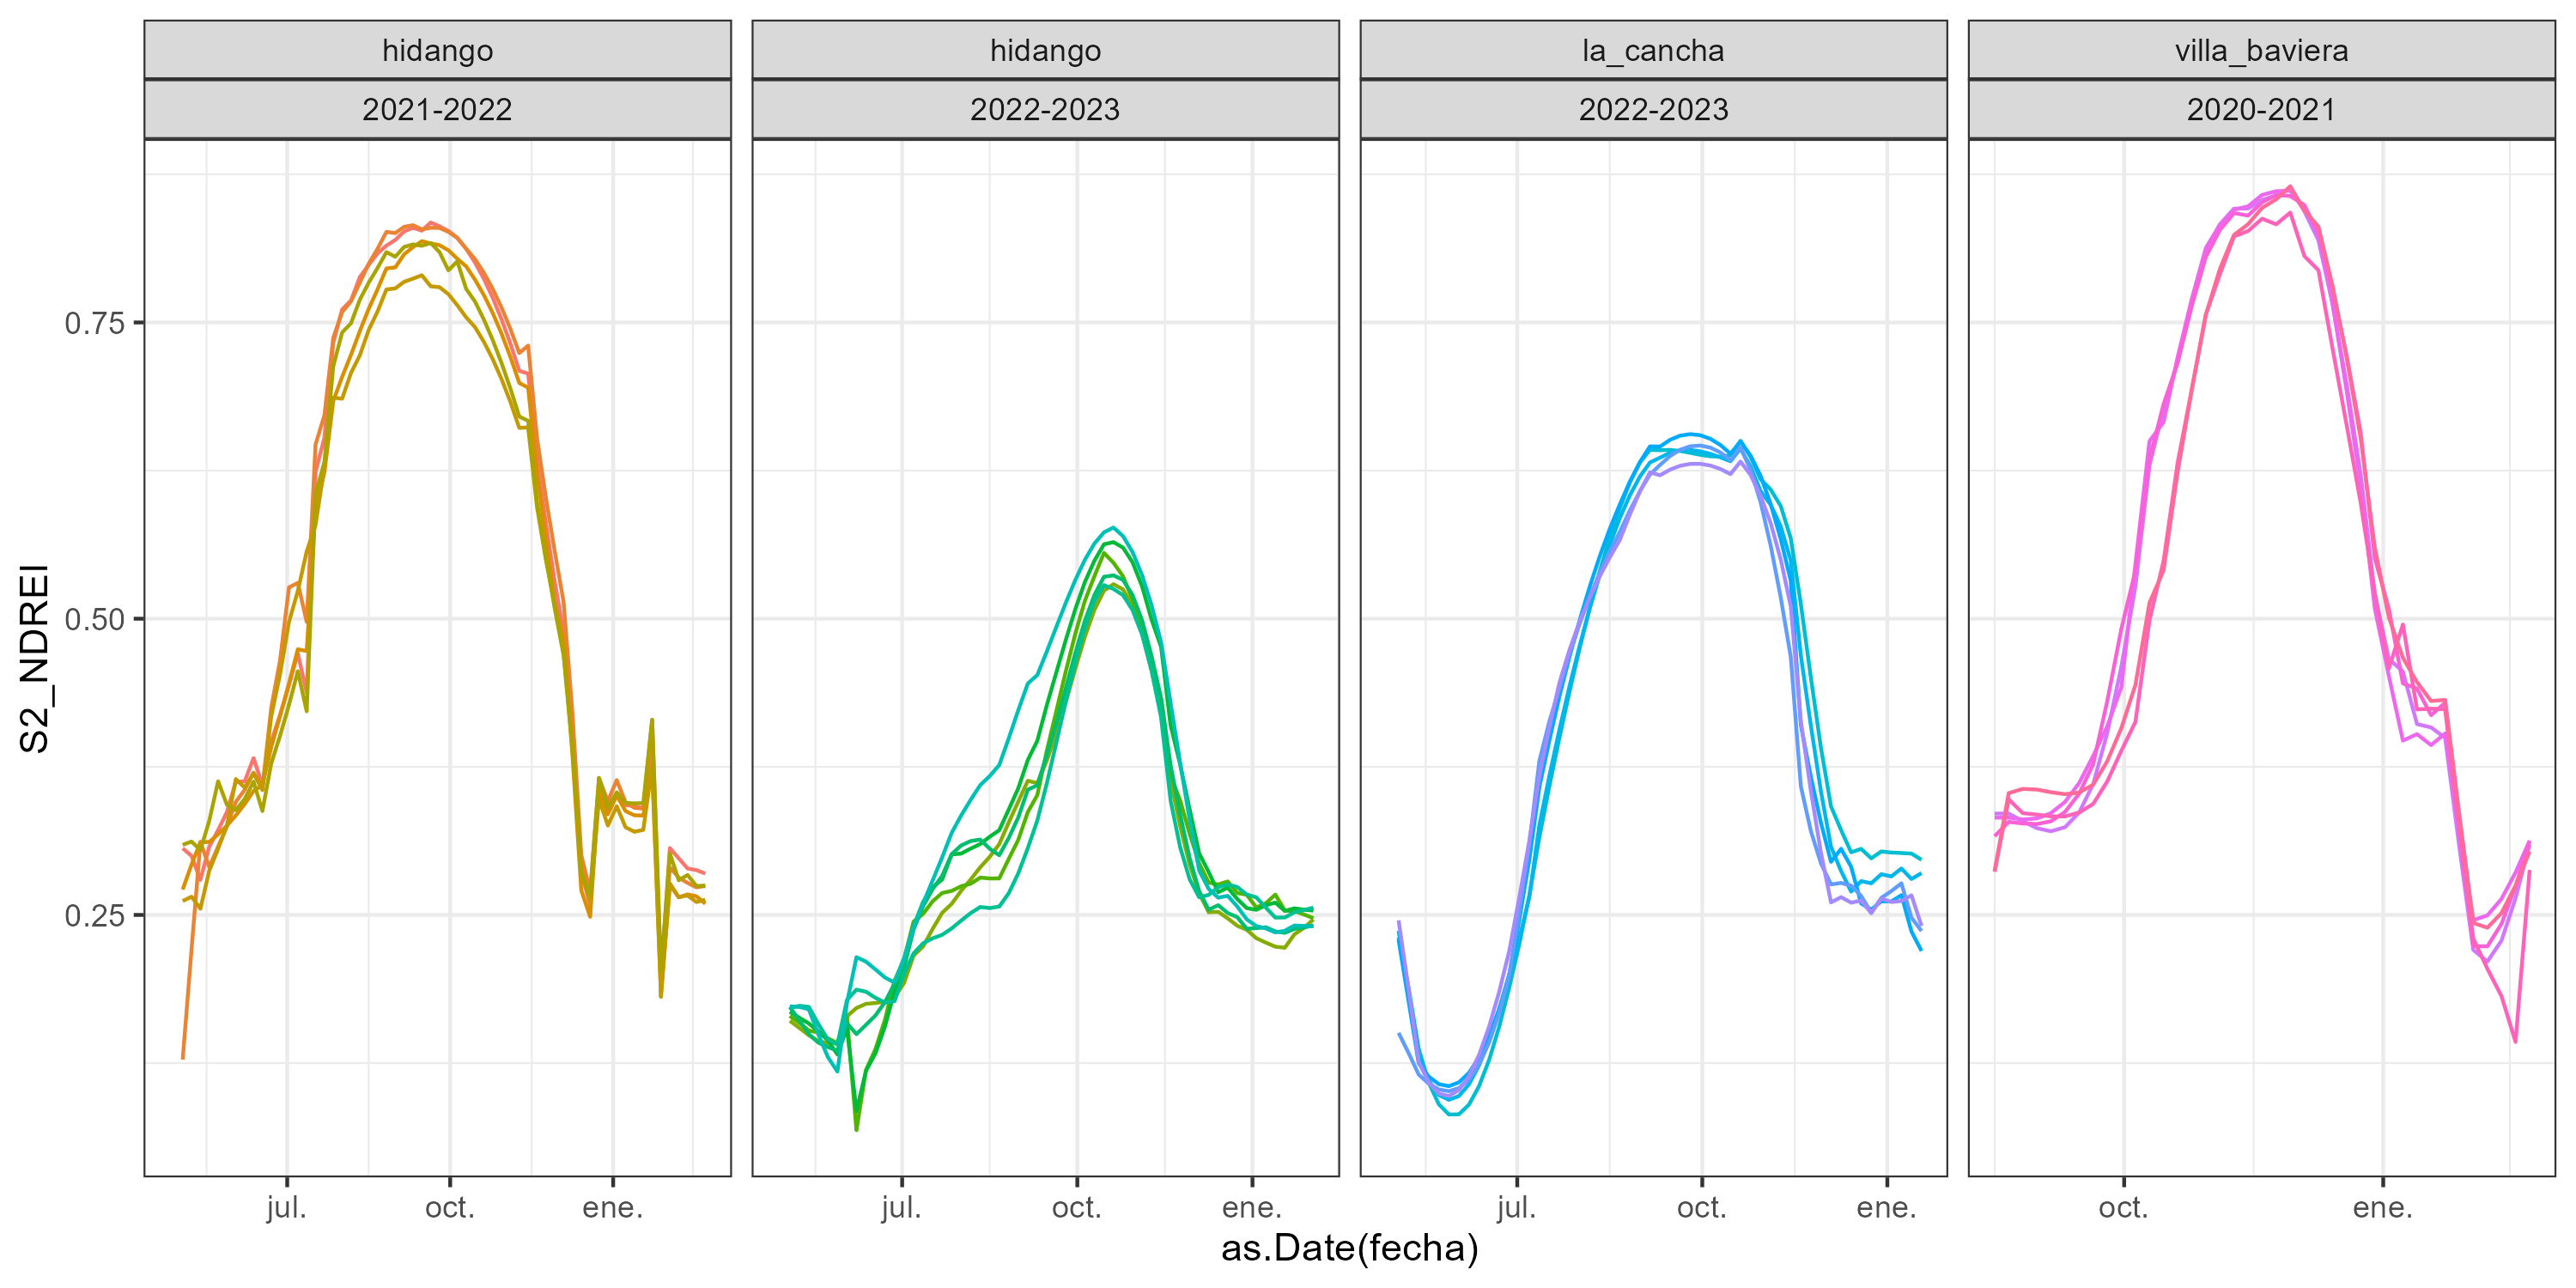 hidango
hidango
la_cancha
villa_baviera
2021-2022
2022-2023
2022-2023
2020-2021
S2_NDREI
0.75
0.50
0.25
jul.
oct.
ene.
jul.
oct.
ene.
jul.
oct.
ene.
oct.
ene.
as.Date(fecha)